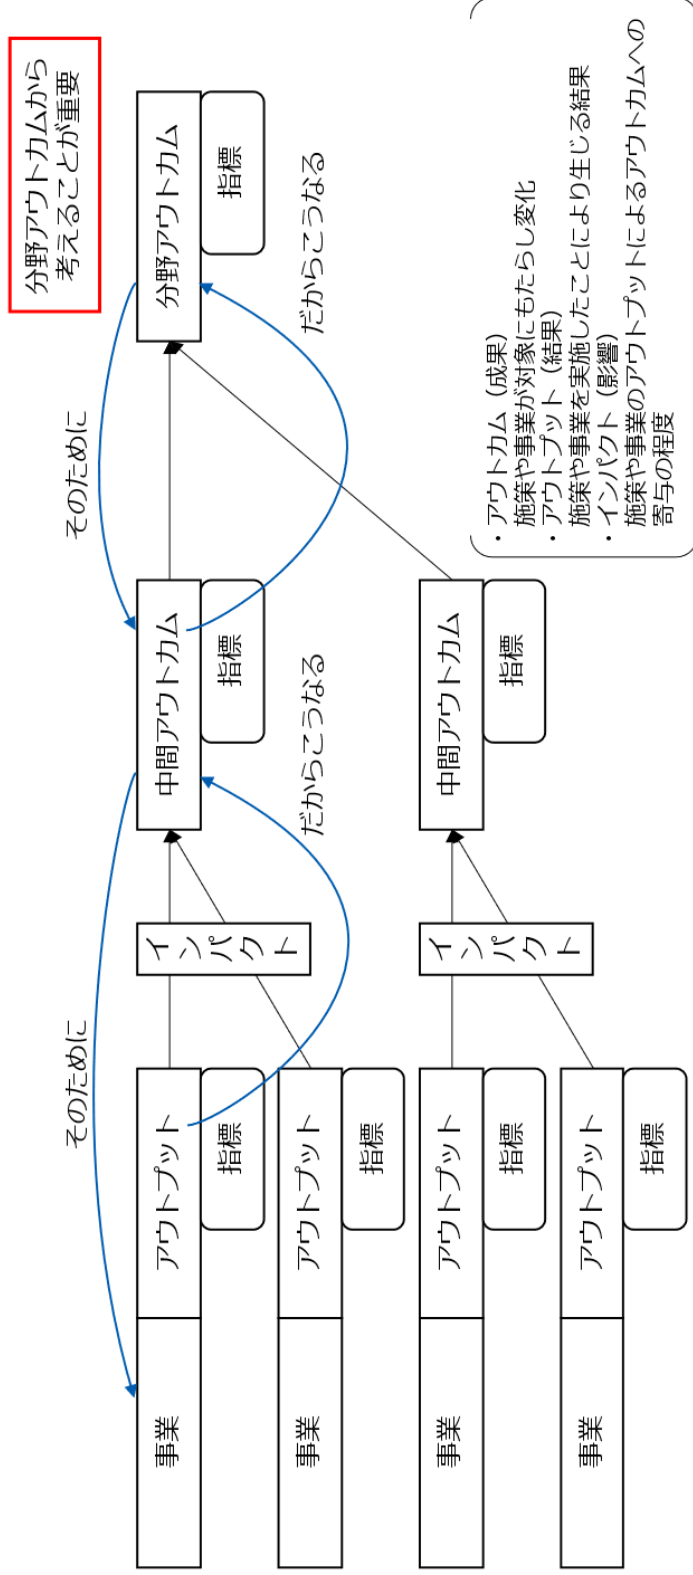 分野アウトカムから
考えることが重要
そのために
そのために
事業
アウトプット
指標
インパクト
中間アウトカム
指標
分野アウトカム
指標
だからこうなる
だからこうなる
事業
アウトプット
指標
事業
アウトプット
指標
インパクト
中間アウトカム
指標
事業
アウトプット
指標
・アウトカム（成果）
施策や事業が対象にもたらし変化
・アウトプット（結果）
施策や事業を実施したことにより生じる結果
・インパクト（影響）
施策や事業のアウトプットによるアウトカムへの
寄与の程度